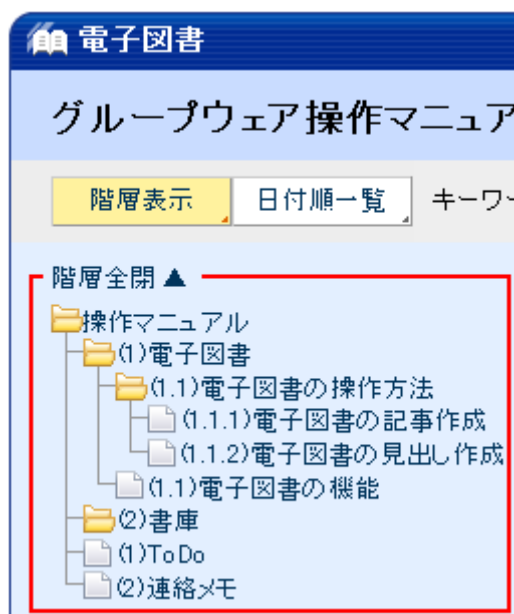 電子図書
グループウェア操作マニュア
階層表示 日付順一覧 キーワー
階層全閉▲
操作マニュアル
(1)電子図書
(1.1)電子図書の操作方法
(1.1.1)電子図書の記事作成
(1.1.2)電子図書の見出し作成
(1.1)電子図書の機能
(2)書庫
(1)ToDo
(2)連絡メモ